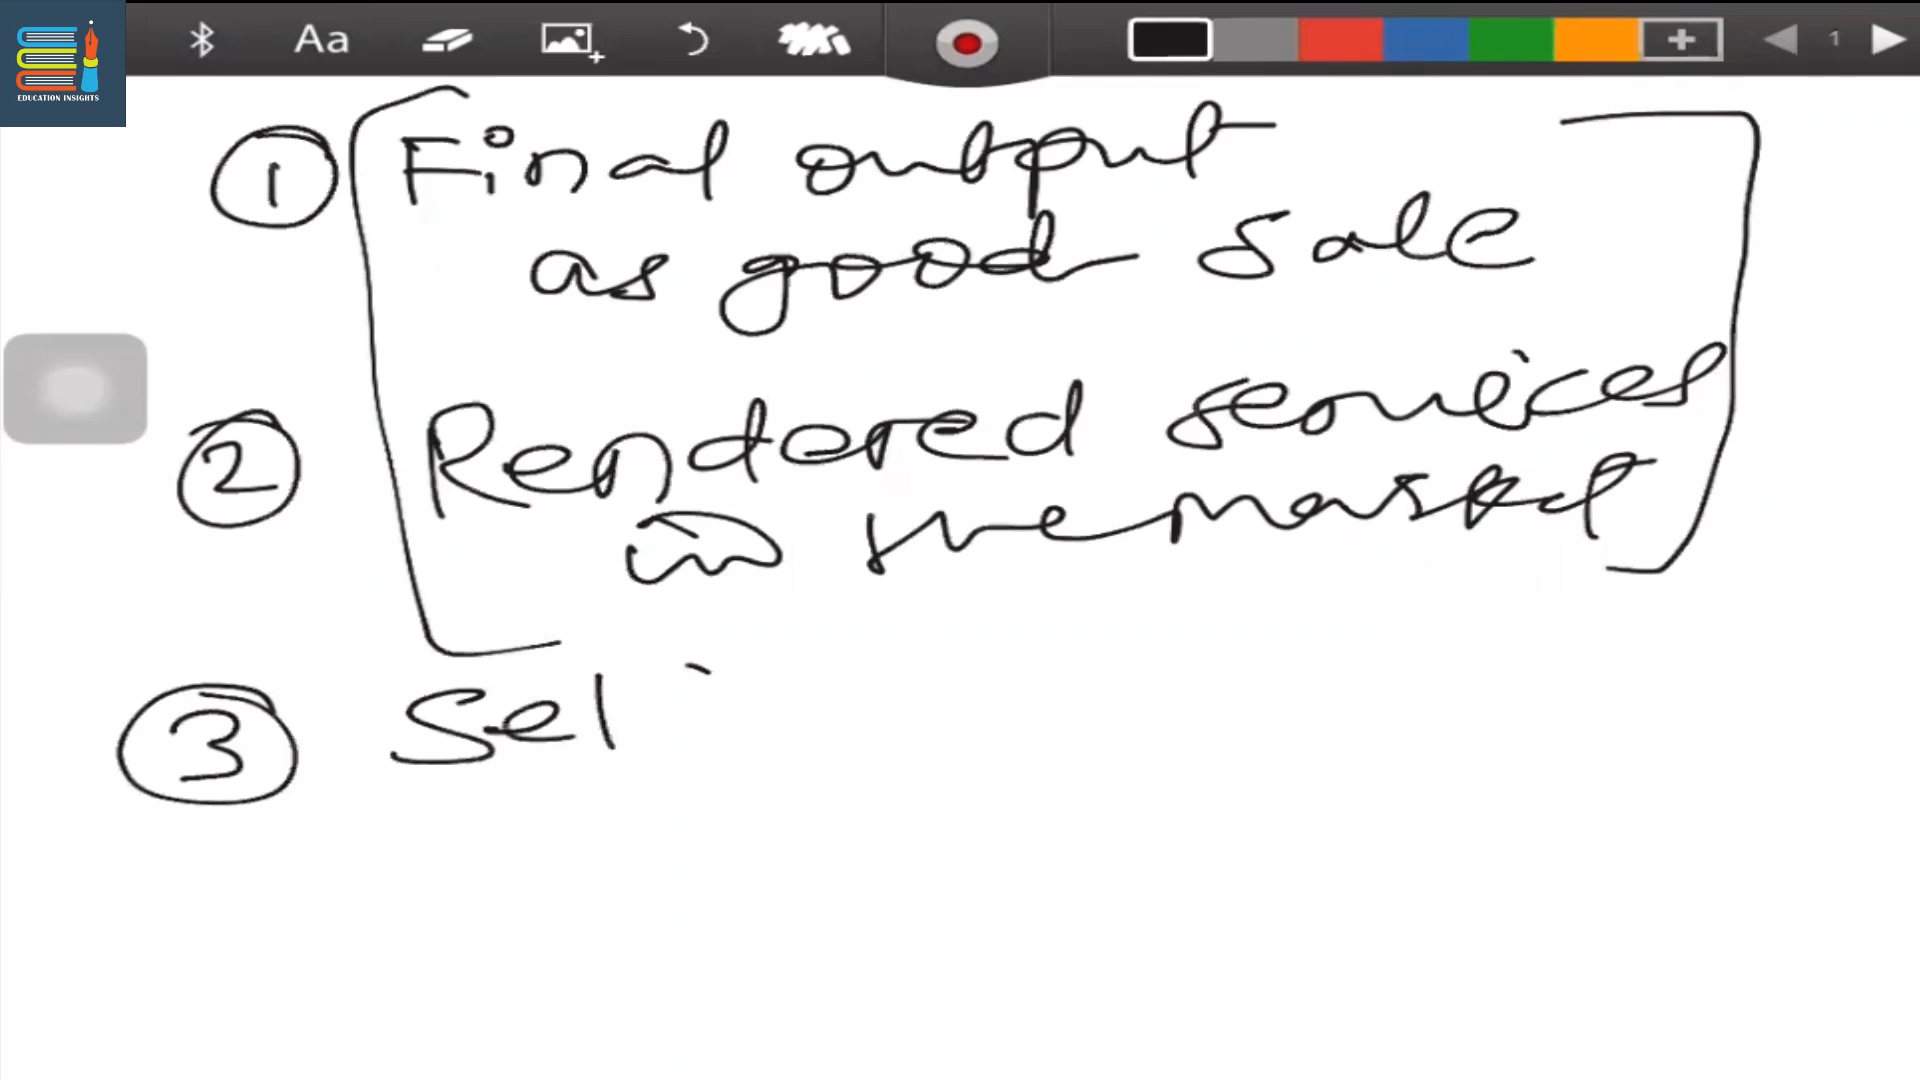 EDUCATION INSIGHTS
Aa
1
① Final output
as good sale
② Rendered services
in the market
③ Sel